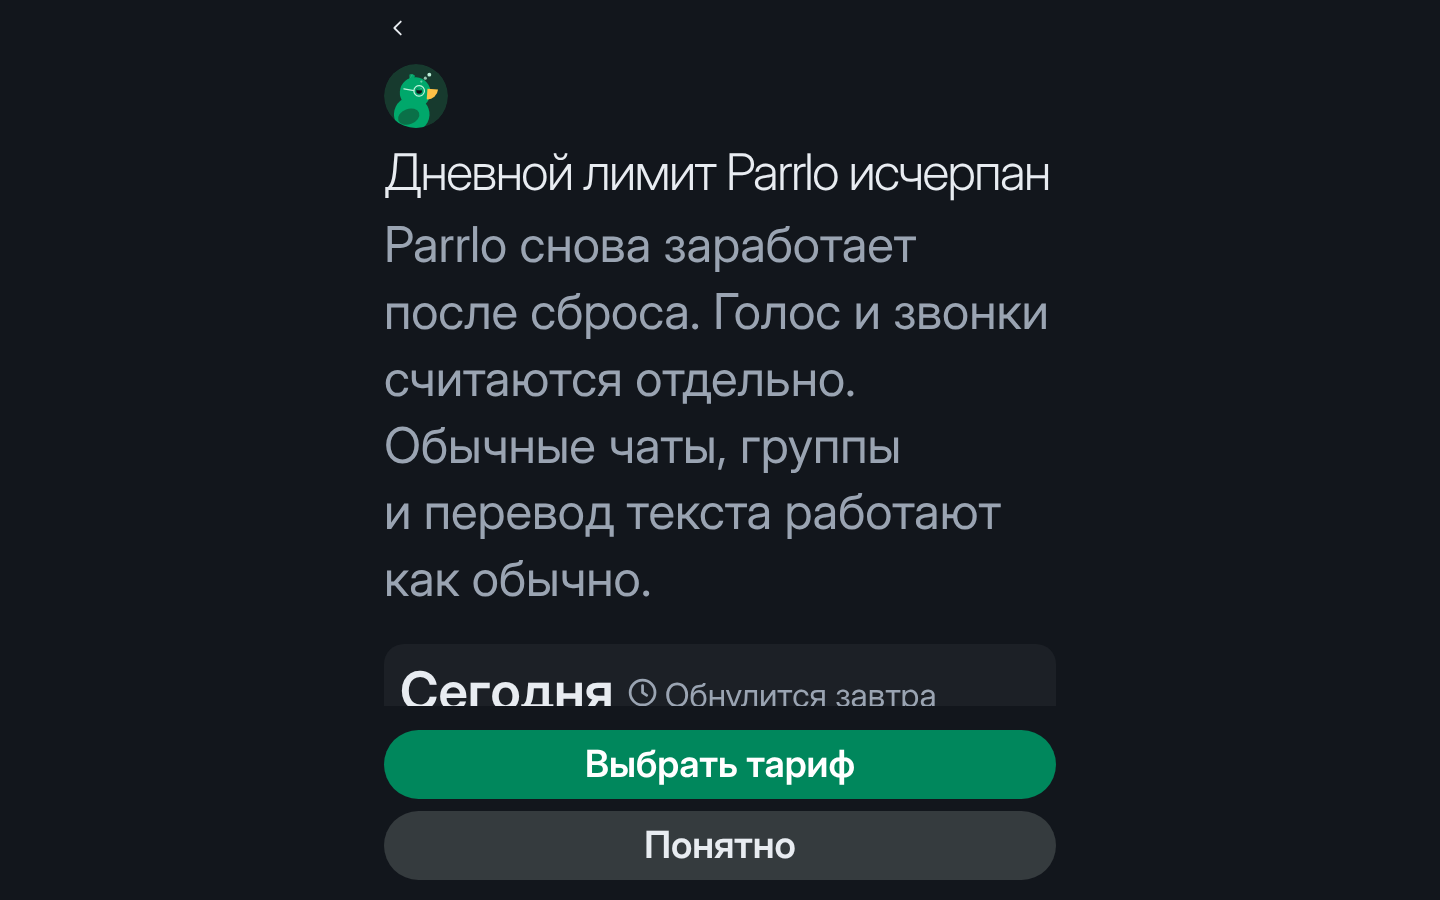 Дневной лимит Parrlo исчерпан
Parrlo снова заработает
после сброса. Голос и звонки
считаются отдельно.
Обычные чаты, группы
и перевод текста работают
как обычно.
Сегодня Обнулится завтра
Выбрать тариф
Понятно